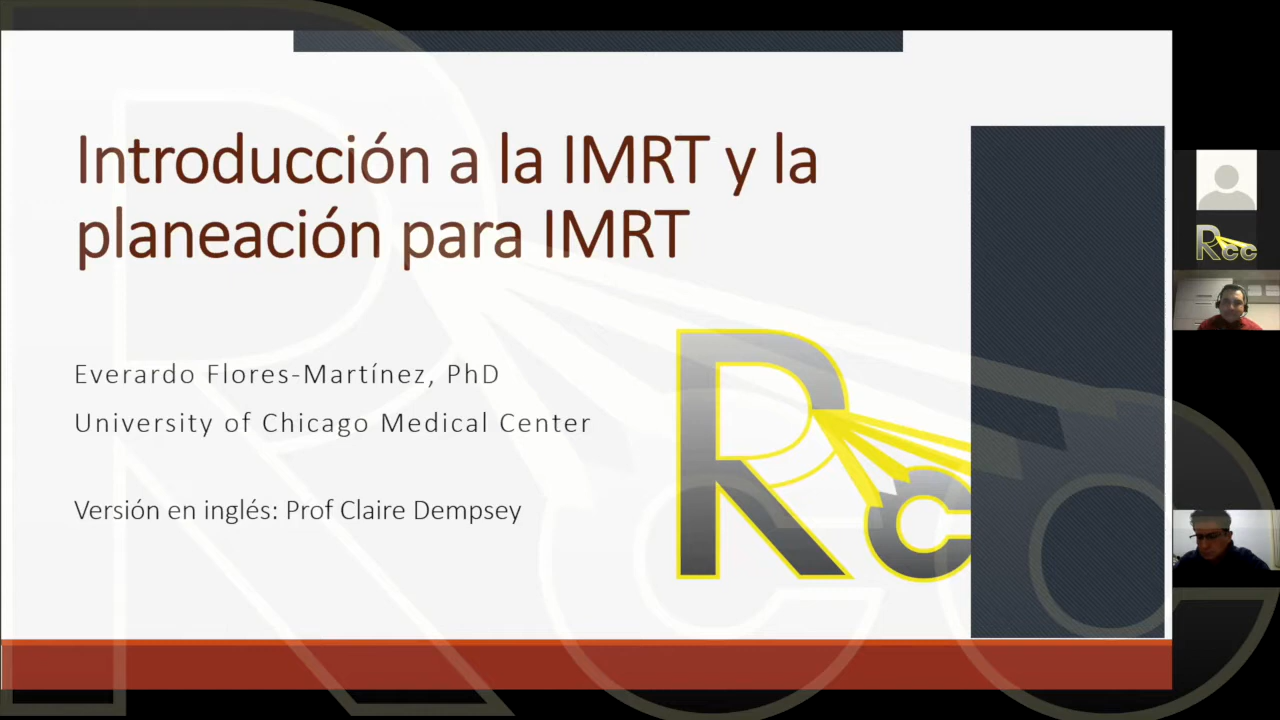 Introducción a la IMRT y la
planeación para IMRT
Everardo Flores-Martínez, PhD
University of Chicago Medical Center
Versión en inglés: Prof Claire Dempsey
Rc
Rcc